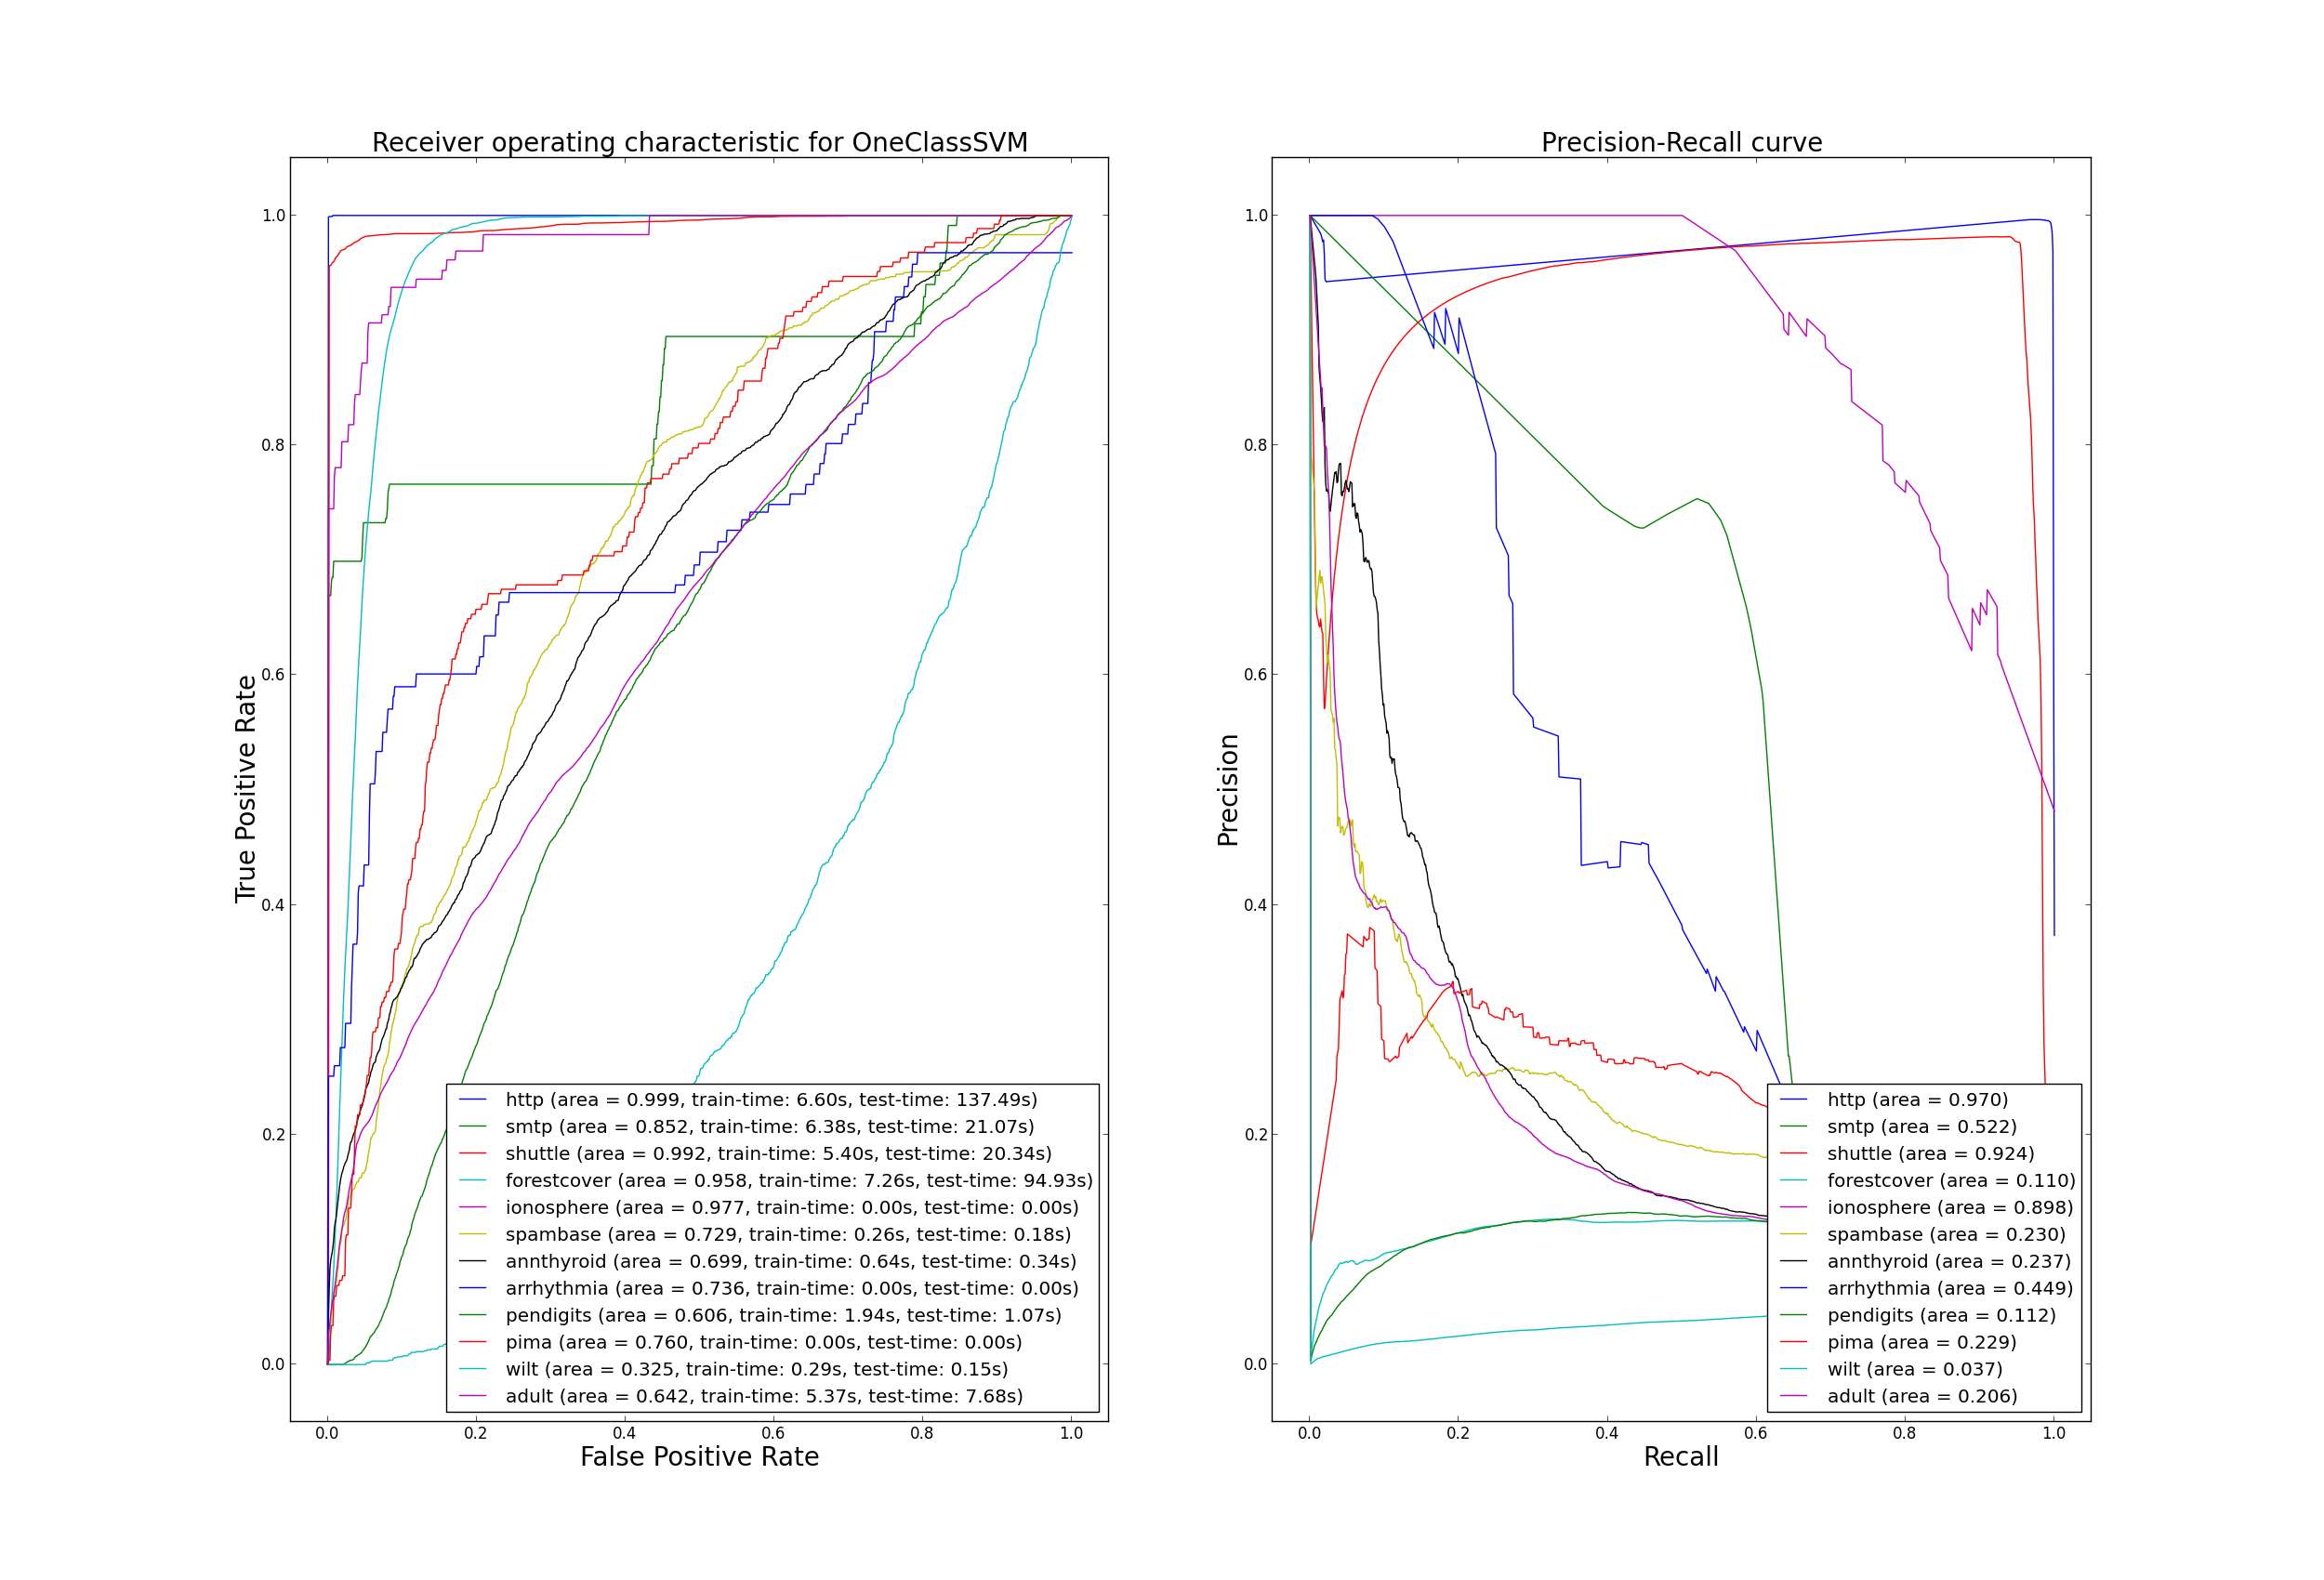 Receiver operating characteristic for OneClassSVM
True Positive Rate
1.0
0.8
0.6
0.4
0.2
0.0
0.0 0.2 0.4 0.6 0.8 1.0
False Positive Rate
http (area = 0.999, train-time: 6.60s, test-time: 137.49s)
smtp (area = 0.852, train-time: 6.38s, test-time: 21.07s)
shuttle (area = 0.992, train-time: 5.40s, test-time: 20.34s)
forestcover (area = 0.958, train-time: 7.26s, test-time: 94.93s)
ionosphere (area = 0.977, train-time: 0.00s, test-time: 0.00s)
spambase (area = 0.729, train-time: 0.26s, test-time: 0.18s)
annthyroid (area = 0.699, train-time: 0.64s, test-time: 0.34s)
arrhythmia (area = 0.736, train-time: 0.00s, test-time: 0.00s)
pendigits (area = 0.606, train-time: 1.94s, test-time: 1.07s)
pima (area = 0.760, train-time: 0.00s, test-time: 0.00s)
wilt (area = 0.325, train-time: 0.29s, test-time: 0.15s)
adult (area = 0.642, train-time: 5.37s, test-time: 7.68s)
Precision-Recall curve
Precision
1.0
0.8
0.6
0.4
0.2
0.0
0.0 0.2 0.4 0.6 0.8 1.0
Recall
http (area = 0.970)
smtp (area = 0.522)
shuttle (area = 0.924)
forestcover (area = 0.110)
ionosphere (area = 0.898)
spambase (area = 0.230)
annthyroid (area = 0.237)
arrhythmia (area = 0.449)
pendigits (area = 0.112)
pima (area = 0.229)
wilt (area = 0.037)
adult (area = 0.206)